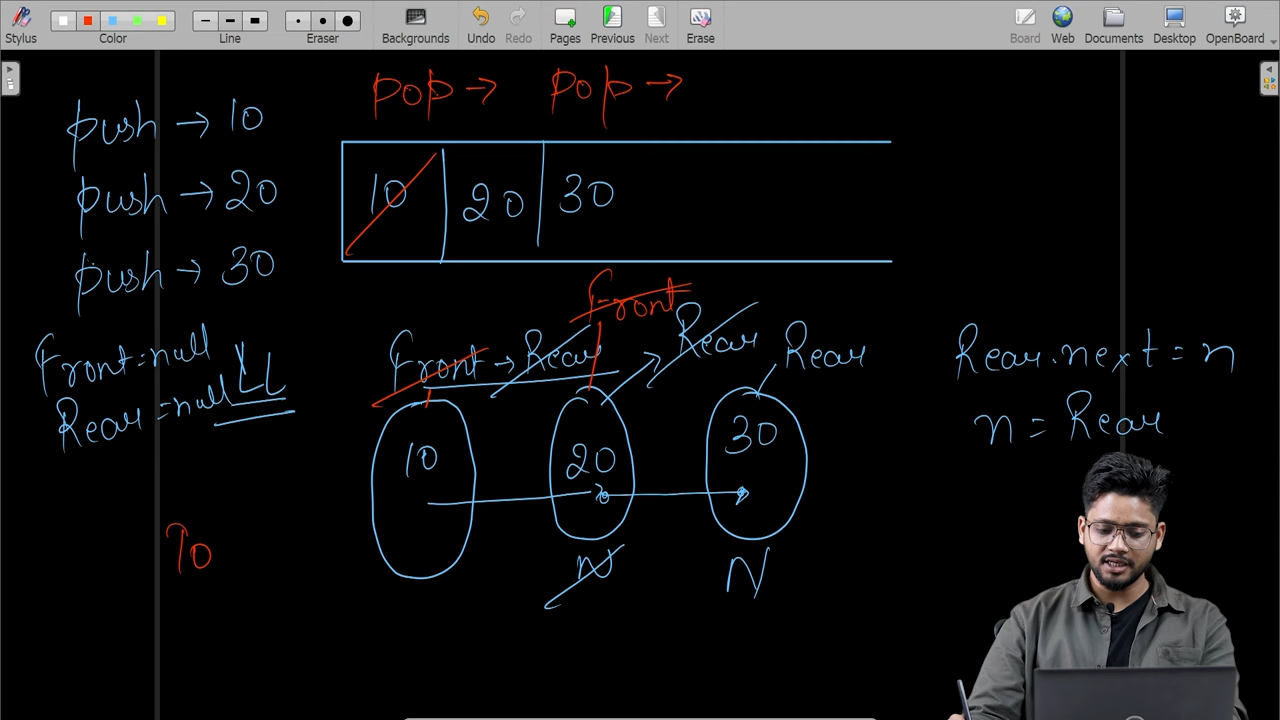 Stylus Color Line Eraser Backgrounds Undo Redo Pages Previous Next Erase Board Web Documents Desktop OpenBoard
pop → pop →
push → 10
push → 20
push → 30
10 20 30
Front
Front = null
Rear = null
LL
Front → Rear → Rear Rear
10 20 30
N N
Rear.next = n
n = Rear